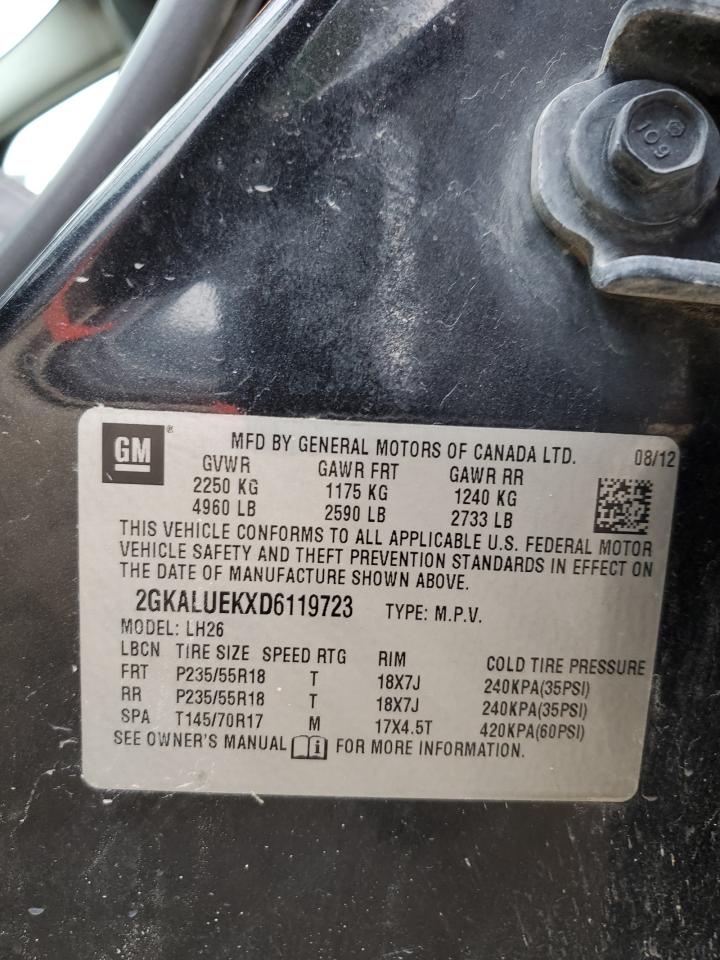 109
GM ® MFD BY GENERAL MOTORS OF CANADA LTD. 08/12
GVWR GAWR FRT GAWR RR
2250 KG 1175 KG 1240 KG
4960 LB 2590 LB 2733 LB
THIS VEHICLE CONFORMS TO ALL APPLICABLE U.S. FEDERAL MOTOR
VEHICLE SAFETY AND THEFT PREVENTION STANDARDS IN EFFECT ON
THE DATE OF MANUFACTURE SHOWN ABOVE.
2GKALUEKXD6119723 TYPE: M.P.V.
MODEL: LH26
LBCN TIRE SIZE SPEED RTG RIM COLD TIRE PRESSURE
FRT P235/55R18 T 18X7J 240KPA(35PSI)
RR P235/55R18 T 18X7J 240KPA(35PSI)
SPA T145/70R17 M 17X4.5T 420KPA(60PSI)
SEE OWNER'S MANUAL i FOR MORE INFORMATION.